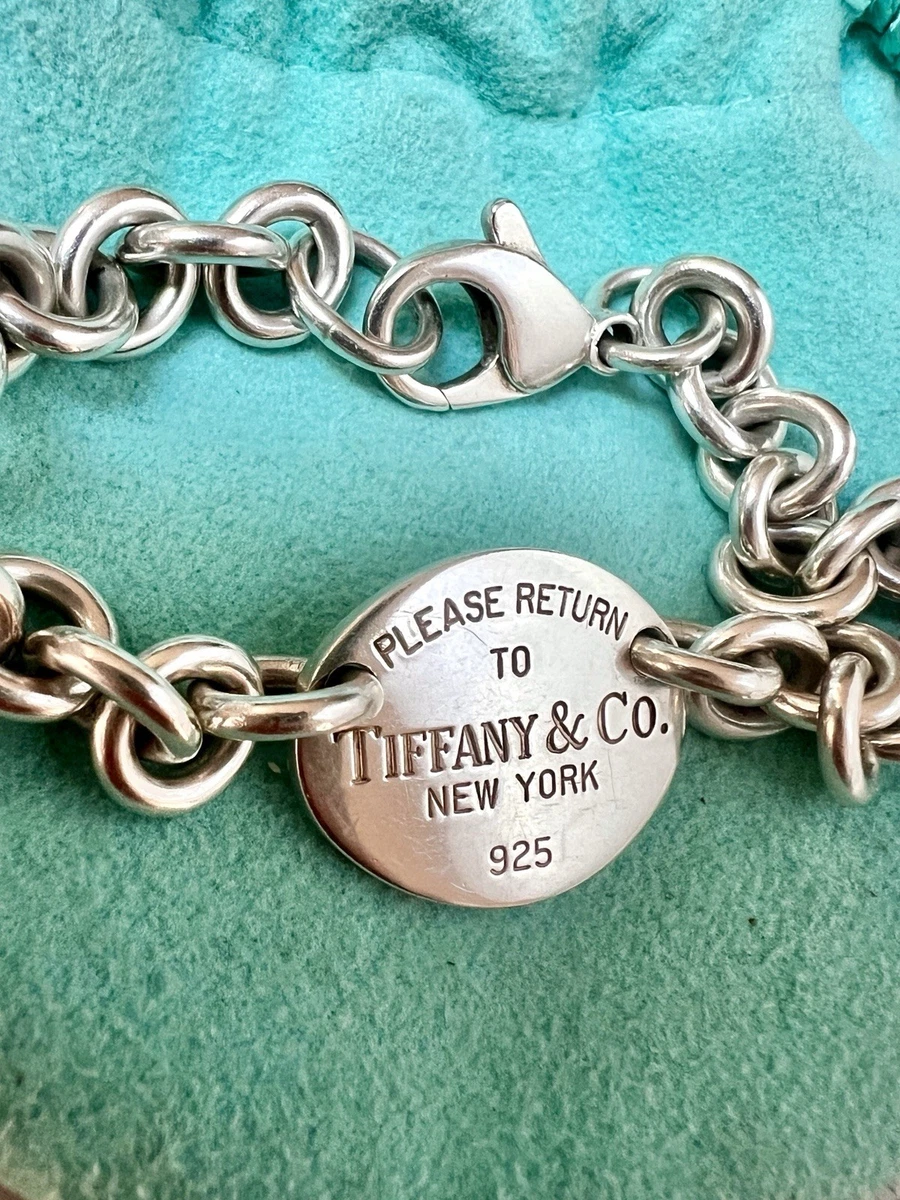 PLEASE RETURN
TO
TIFFANY & CO.
NEW YORK
925